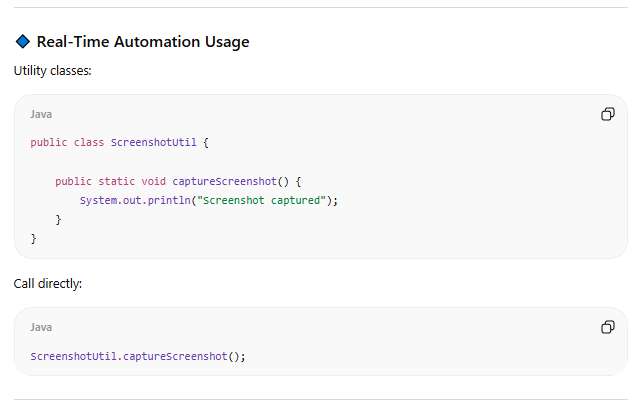 Real-Time Automation Usage
Utility classes:
Java
public class ScreenshotUtil {
    public static void captureScreenshot() {
        System.out.println("Screenshot captured");
    }
}
Call directly:
Java
ScreenshotUtil.captureScreenshot();